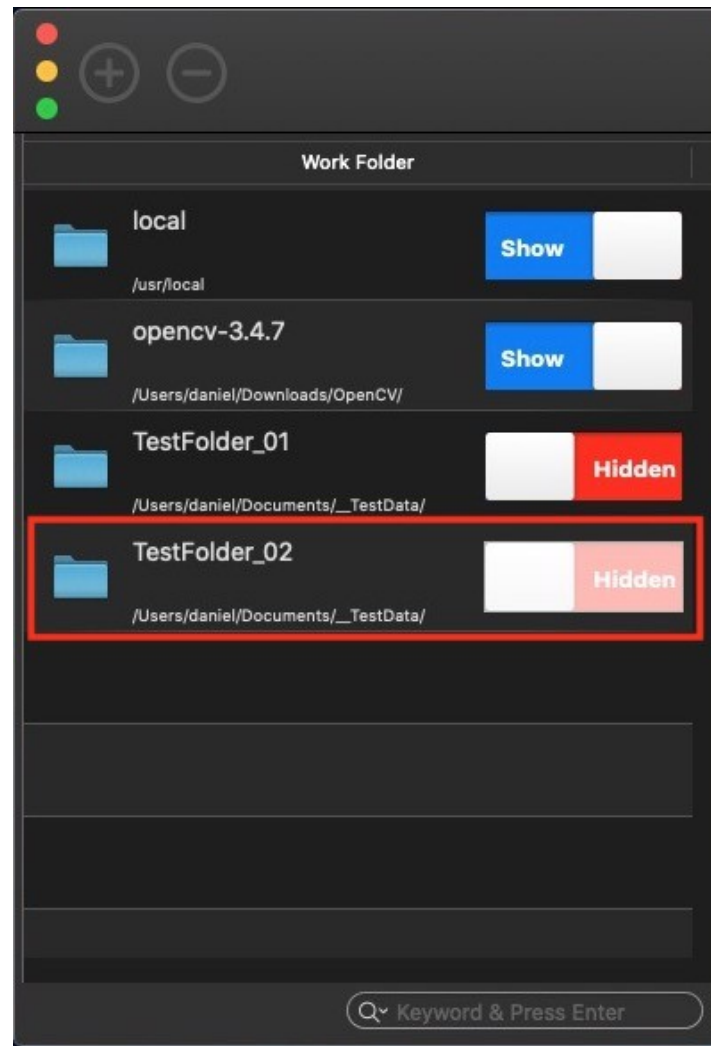 Work Folder
local
Show
/usr/local
opencv-3.4.7
Show
/Users/daniel/Downloads/OpenCV/
TestFolder_01
Hidden
/Users/daniel/Documents/__TestData/
TestFolder_02
Hidden
/Users/daniel/Documents/__TestData/
Keyword & Press Enter